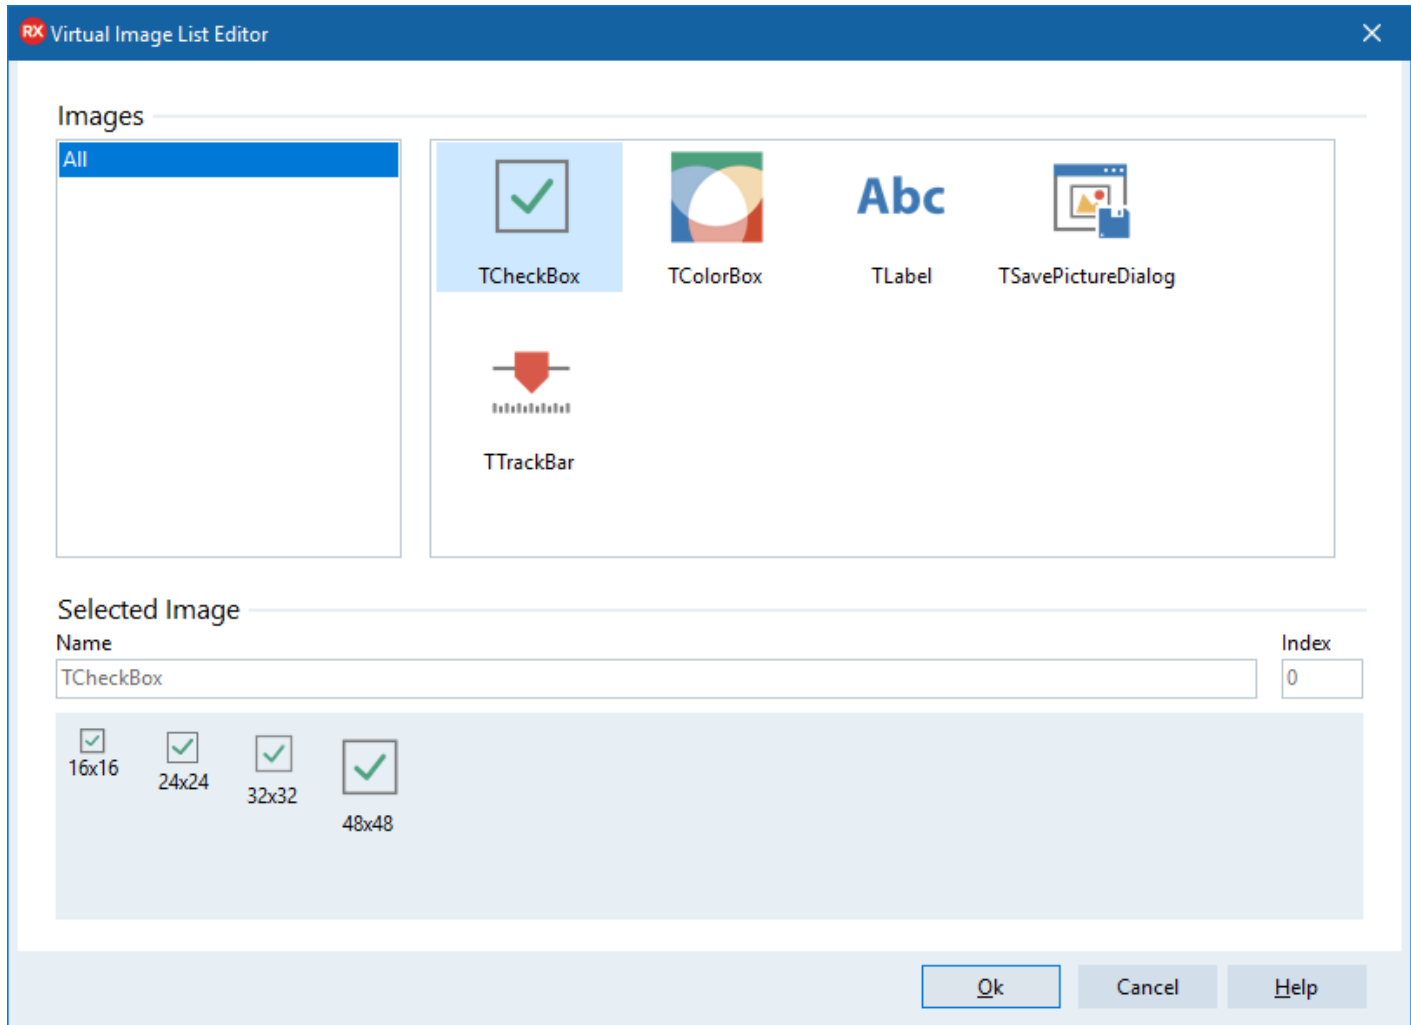 RX Virtual Image List Editor
Images
All
Abc
TCheckBox TColorBox TLabel TSavePictureDialog
TTrackBar
Selected Image
Name Index
TCheckBox 0
16x16 24x24 32x32 48x48
Ok Cancel Help